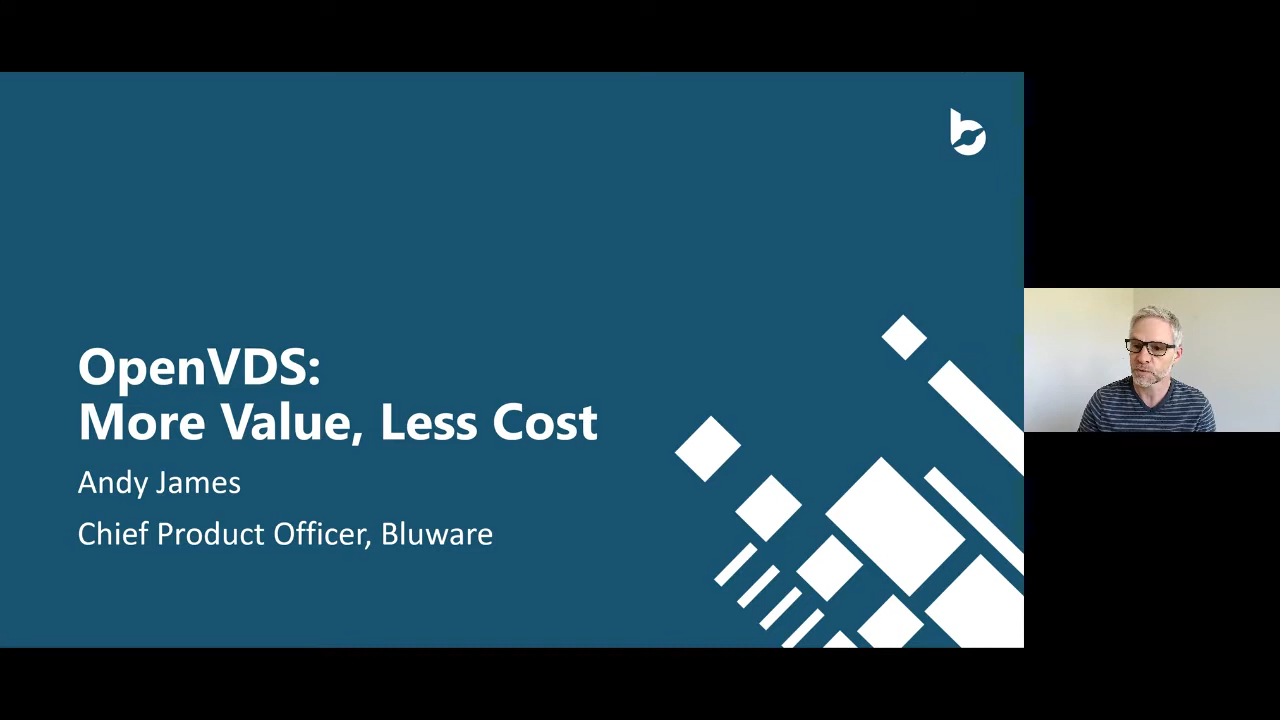 OpenVDS:
More Value, Less Cost
Andy James
Chief Product Officer, Bluware